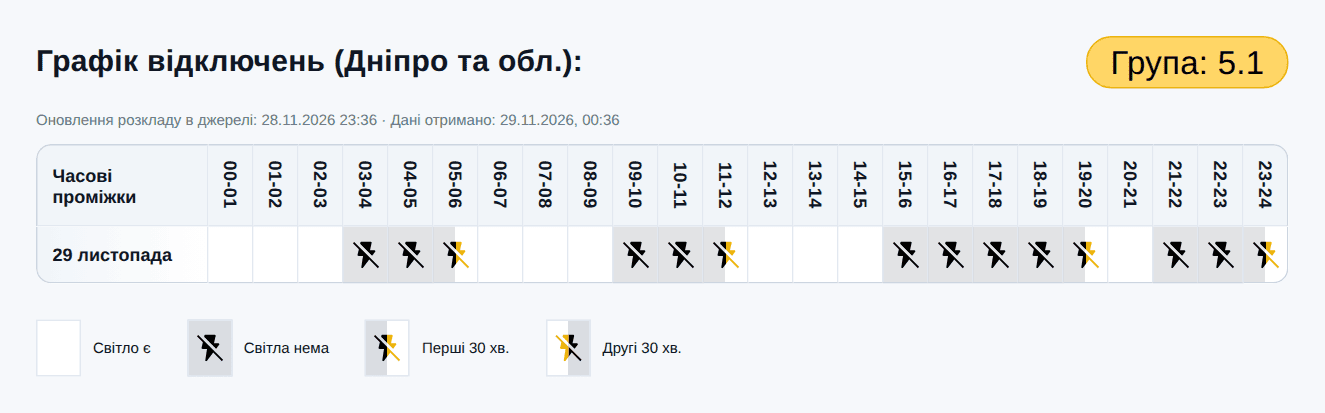 Графік відключень (Дніпро та обл.):
Група: 5.1
Оновлення розкладу в джерелі: 28.11.2026 23:36 · Дані отримано: 29.11.2026, 00:36
Часові
проміжки
00-01
01-02
02-03
03-04
04-05
05-06
06-07
07-08
08-09
09-10
10-11
11-12
12-13
13-14
14-15
15-16
16-17
17-18
18-19
19-20
20-21
21-22
22-23
23-24
29 листопада
Світло є
Світла нема
Перші 30 хв.
Другі 30 хв.